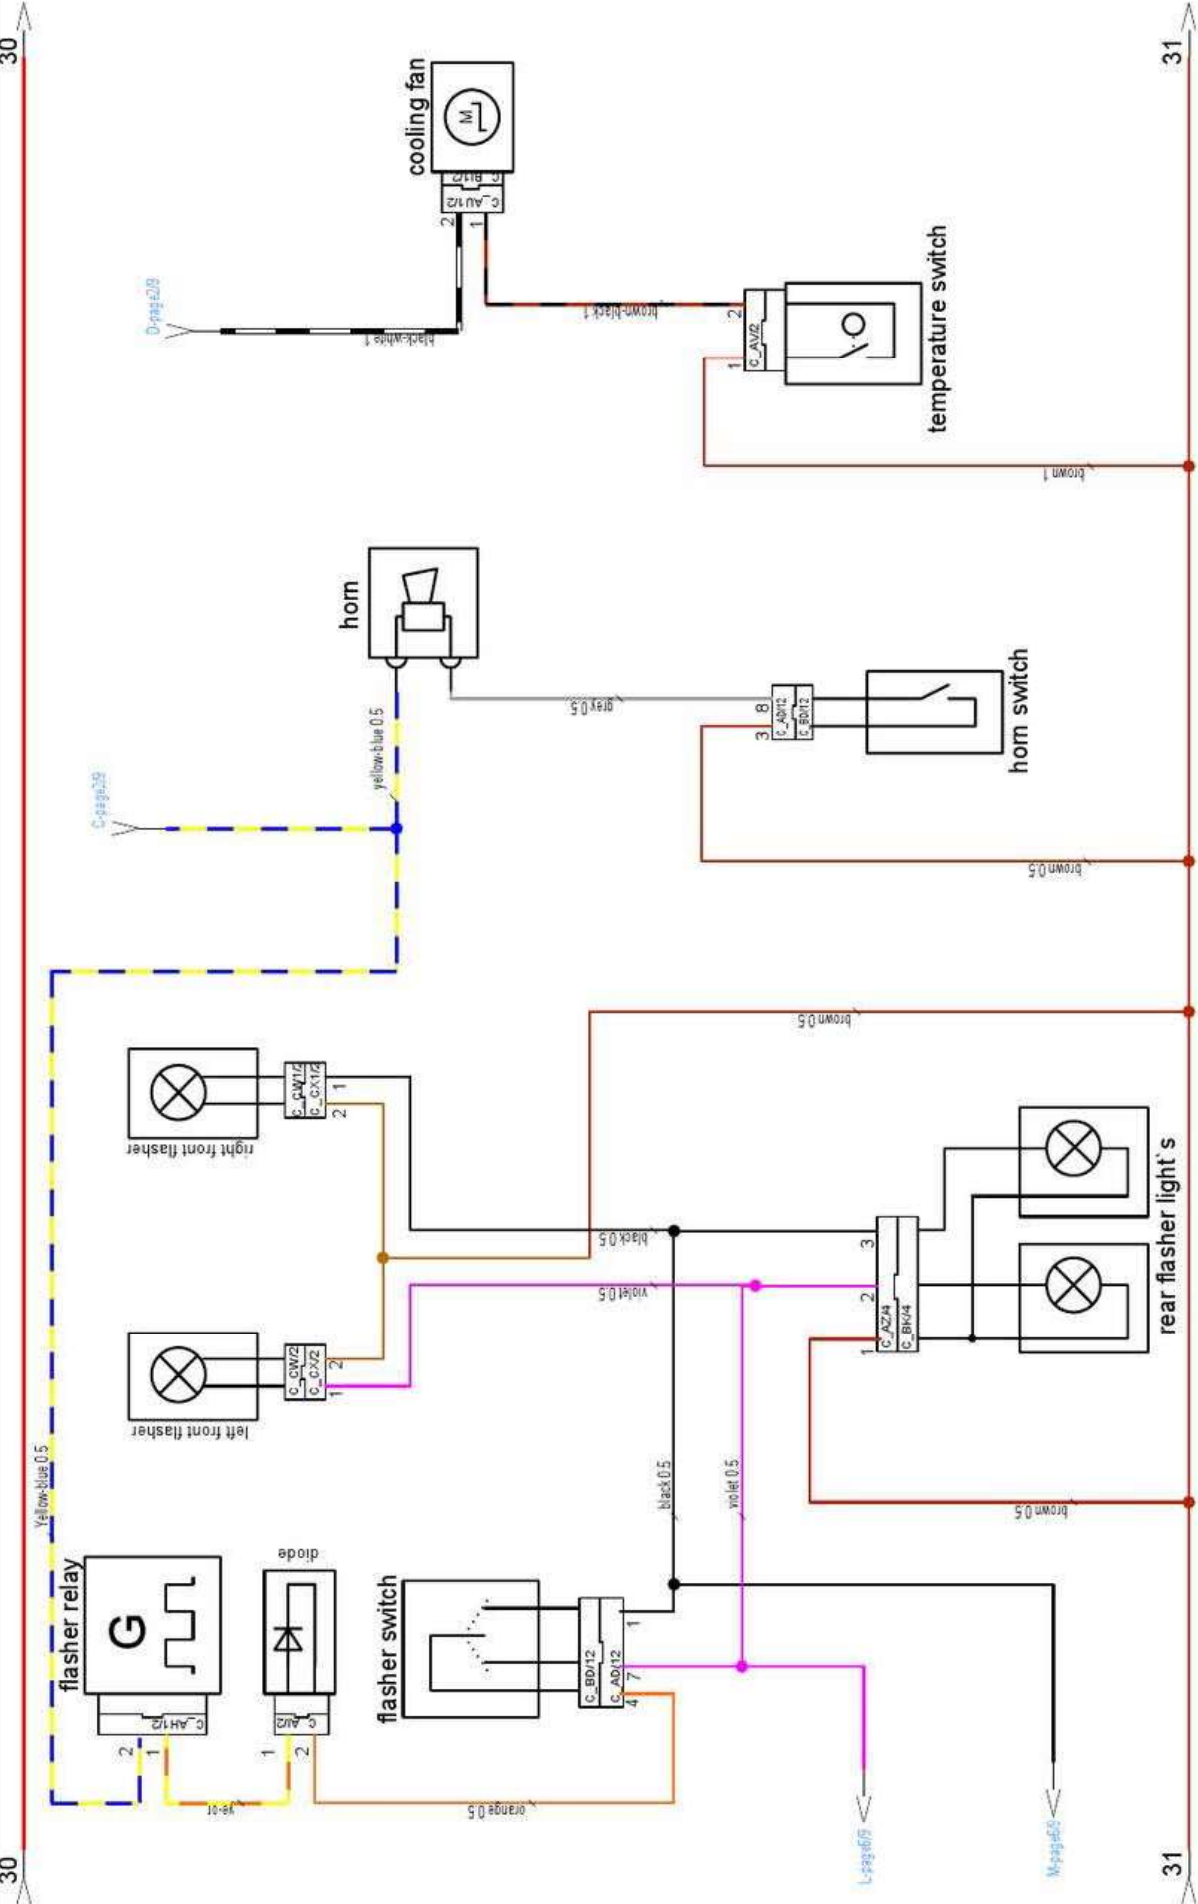 30
30
31
31
cooling fan
M
C_BI1/2
C_AU1/2
2
1
D-page2/9
black-white 1
brown-black 1
2
1
C_AV/2
temperature switch
brown 1
horn
yellow-blue 0.5
grey 0.5
8
3
C_AD/12
C_BD/12
horn switch
brown 0.5
brown 0.5
right front flasher
C_CW1/2
C_CX1/2
1
2
black 0.5
violet 0.5
left front flasher
C_CW/2
C_CX/2
2
1
3
2
1
C_AZ/4
C_BK/4
rear flasher light`s
brown 0.5
Yellow-blue 0.5
flasher relay
G
C_AH1/2
2
1
ye-or
diode
C_AI/2
1
2
orange 0.5
flasher switch
C_BD/12
C_AD/12
1
7
4
black 0.5
violet 0.5
L-page6/9
M-page6/9